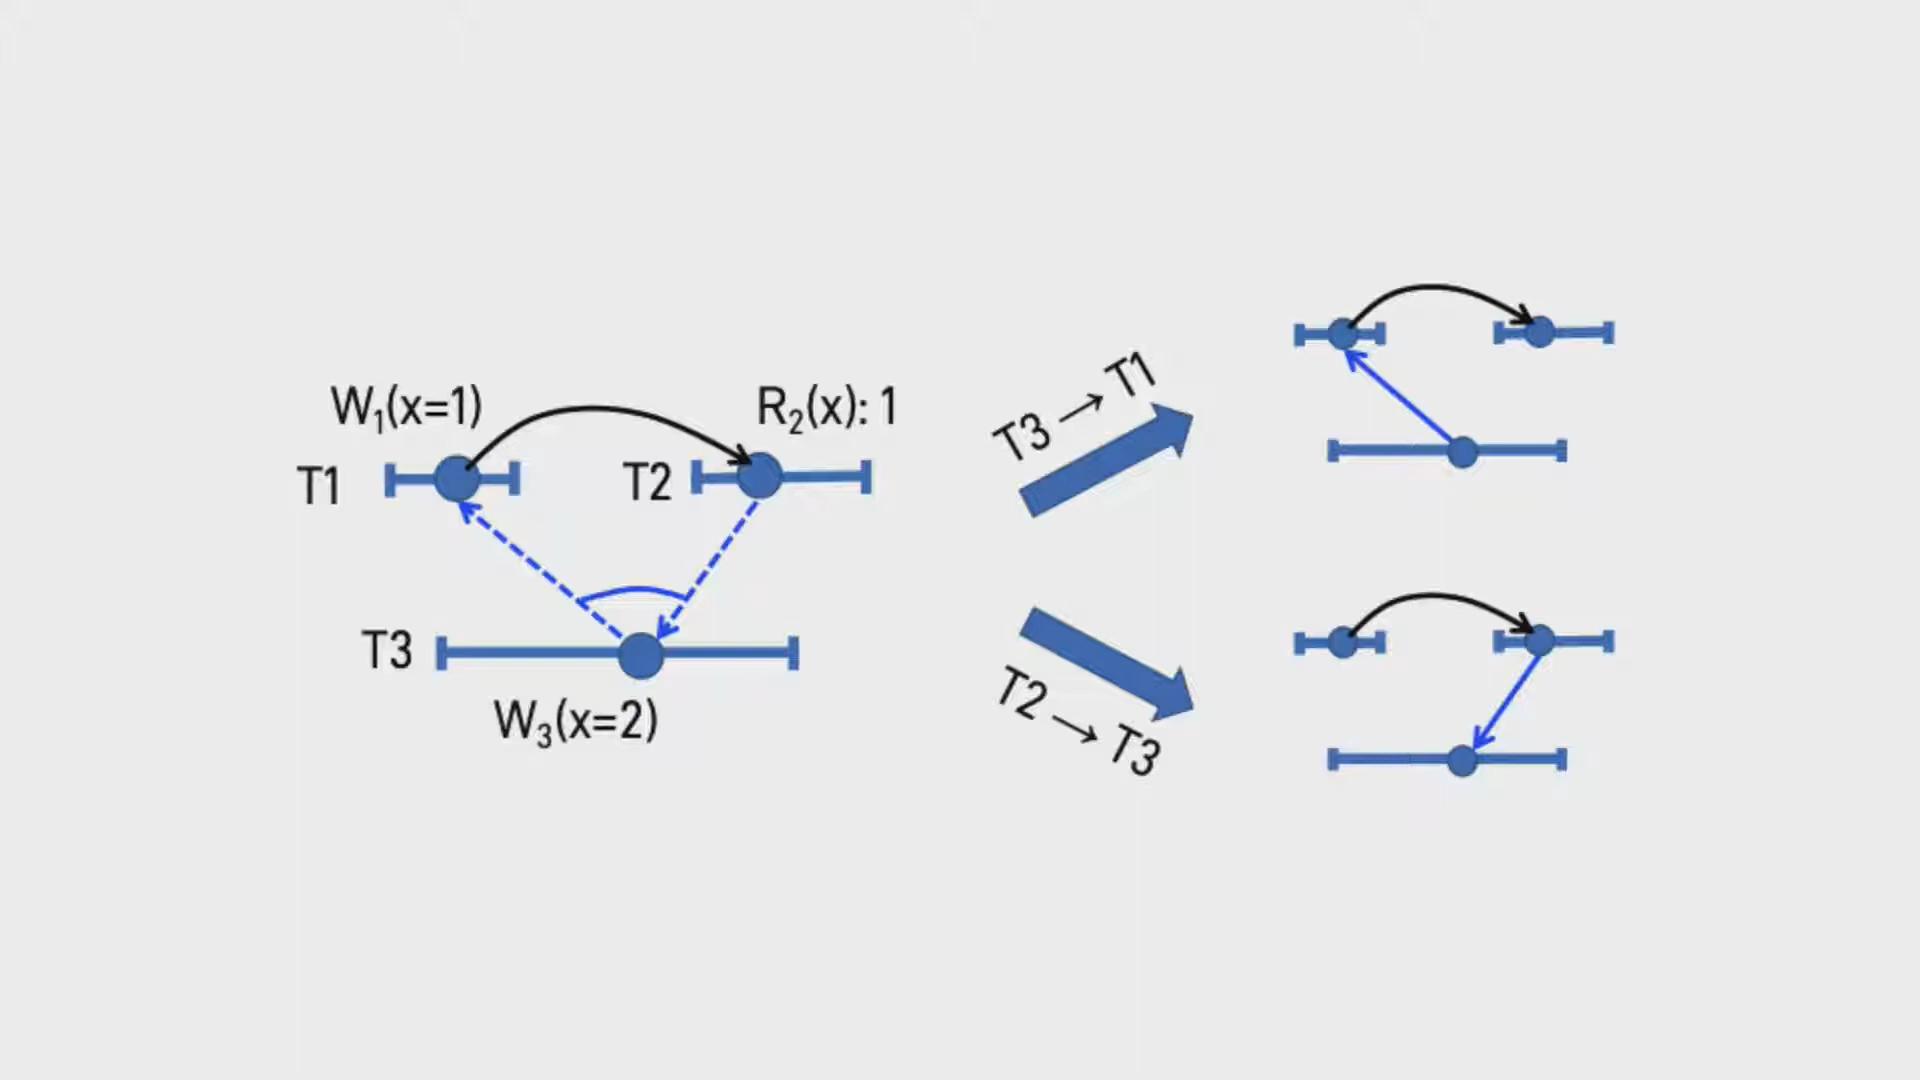 W₁(x=1)
R₂(x): 1
T1
T2
T3
W₃(x=2)
T3 → T1
T2 → T3